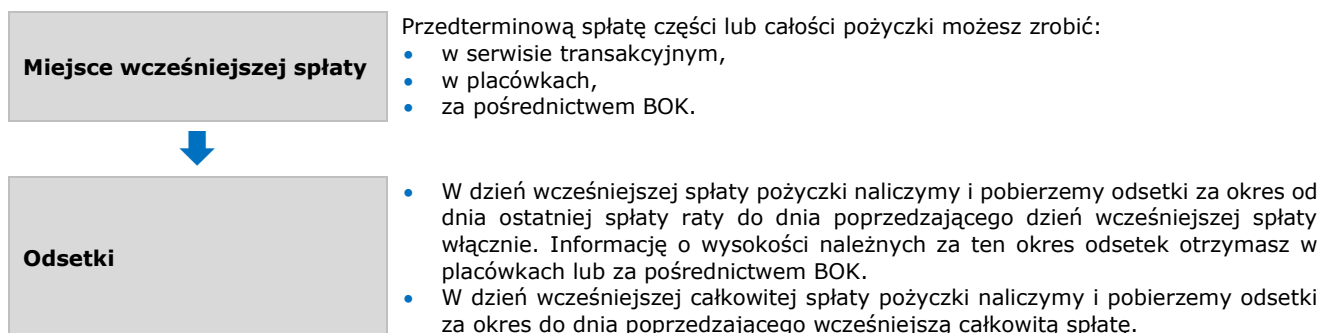 Miejsce wcześniejszej spłaty
Przedterminową spłatę części lub całości pożyczki możesz zrobić:
• w serwisie transakcyjnym,
• w placówkach,
• za pośrednictwem BOK.
Odsetki
• W dzień wcześniejszej spłaty pożyczki naliczymy i pobierzemy odsetki za okres od
dnia ostatniej spłaty raty do dnia poprzedzającego dzień wcześniejszej spłaty
włącznie. Informację o wysokości należnych za ten okres odsetek otrzymasz w
placówkach lub za pośrednictwem BOK.
• W dzień wcześniejszej całkowitej spłaty pożyczki naliczymy i pobierzemy odsetki
za okres do dnia poprzedzającego wcześniejszą całkowitą spłatę.